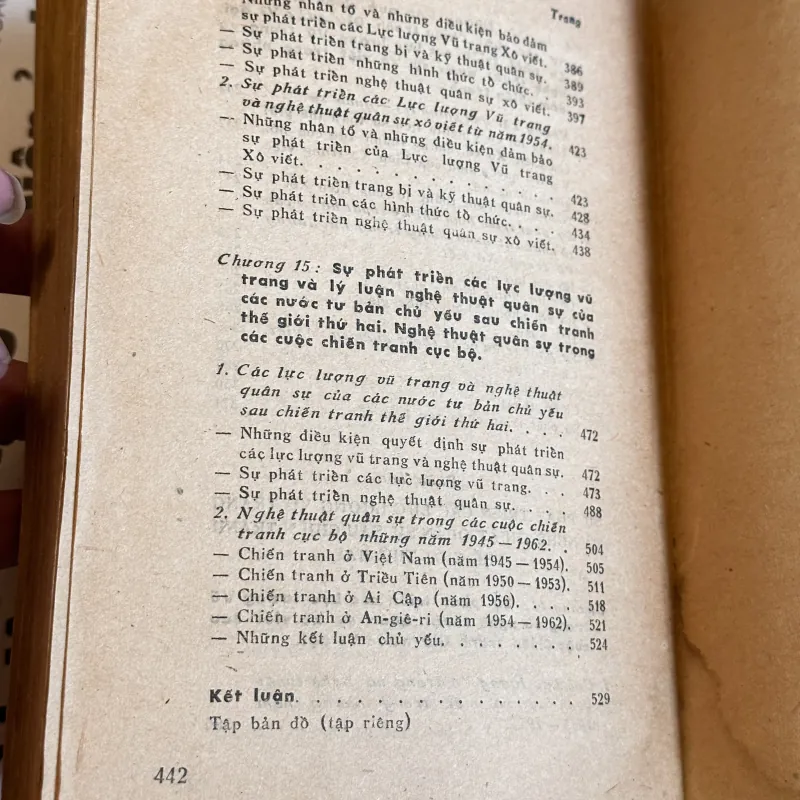 Trang
Những nhân tố và những điều kiện bảo đảm
sự phát triển các Lực lượng Vũ trang Xô viết. 386
— Sự phát triển trang bị và kỹ thuật quân sự. 389
— Sự phát triển những hình thức tổ chức. . 393
— Sự phát triển nghệ thuật quân sự xô viết. 397
2. Sự phát triển các Lực lượng Vũ trang
và nghệ thuật quân sự xô viết từ năm 1954. 423
— Những nhân tố và những điều kiện đảm bảo
sự phát triển của Lực lượng Vũ trang
Xô viết. . . . . . . . . . . . . . 423
— Sự phát triển trang bị và kỹ thuật quân sự. 428
— Sự phát triển các hình thức tổ chức. . . 434
— Sự phát triển nghệ thuật quân sự xô viết. 438
Chương 15 : Sự phát triển các lực lượng vũ
trang và lý luận nghệ thuật quân sự của
các nước tư bản chủ yếu sau chiến tranh
thế giới thứ hai. Nghệ thuật quân sự trong
các cuộc chiến tranh cục bộ.
1. Các lực lượng vũ trang và nghệ thuật
quân sự của các nước tư bản chủ yếu
sau chiến tranh thế giới thứ hai. . . . 472
— Những điều kiện quyết định sự phát triển
các lực lượng vũ trang và nghệ thuật quân sự. 472
— Sự phát triển các lực lượng vũ trang. . . 473
— Sự phát triển nghệ thuật quân sự. . . . 488
2. Nghệ thuật quân sự trong các cuộc chiến
tranh cục bộ những năm 1945 — 1962. . 504
— Chiến tranh ở Việt Nam (năm 1945 — 1954). 505
— Chiến tranh ở Triều Tiên (năm 1950 — 1953). 511
— Chiến tranh ở Ai Cập (năm 1956). . . . 518
— Chiến tranh ở An-giê-ri (năm 1954 — 1962). 521
— Những kết luận chủ yếu. . . . . . . . 524
Kết luận. . . . . . . . . . . . . . . 529
Tập bản đồ (tập riêng)
442